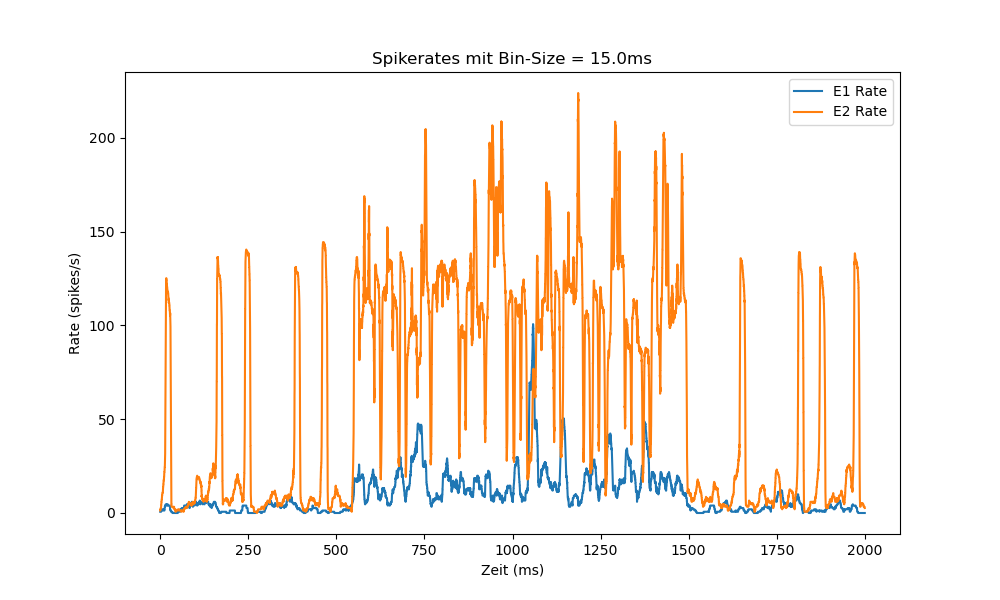 Spikerates mit Bin-Size = 15.0ms
E1 Rate
E2 Rate
200
150
100
50
0
Rate (spikes/s)
0 250 500 750 1000 1250 1500 1750 2000
Zeit (ms)